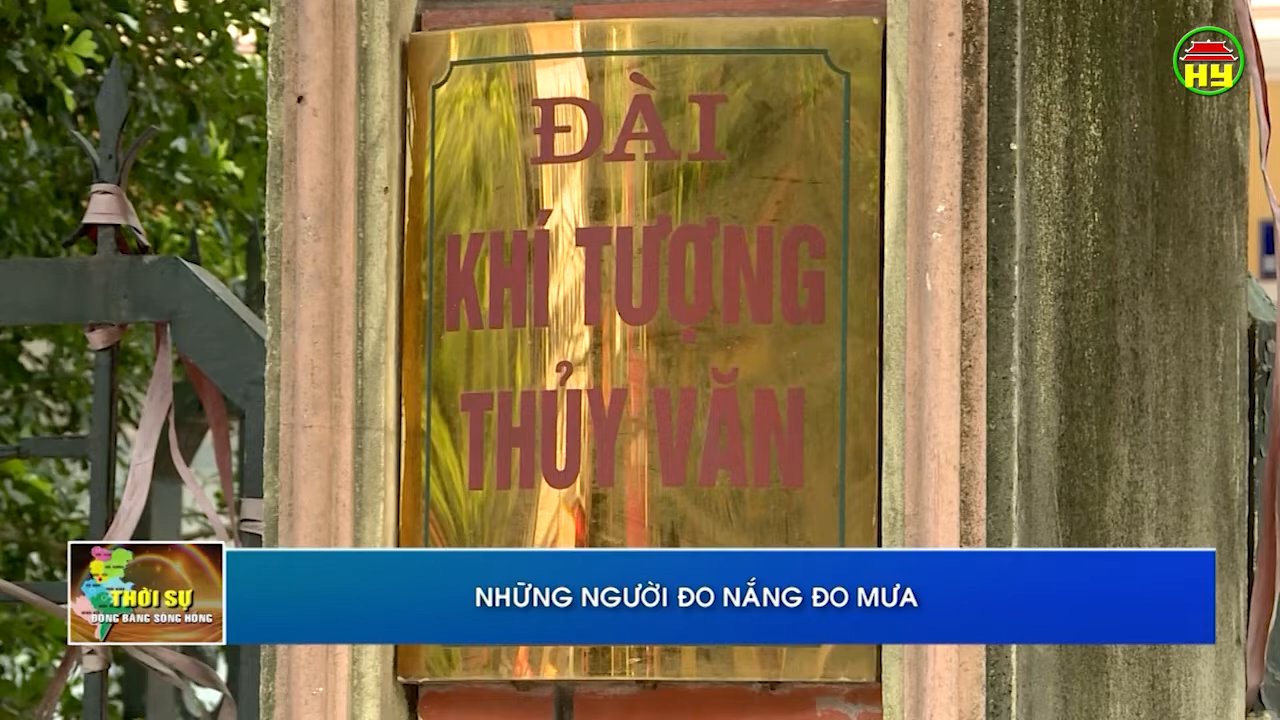 HY
ĐÀI
KHÍ TƯỢNG
THỦY VĂN
NHỮNG NGƯỜI ĐO NẮNG ĐO MƯA
THỜI SỰ
ĐỒNG BẰNG SÔNG HỒNG